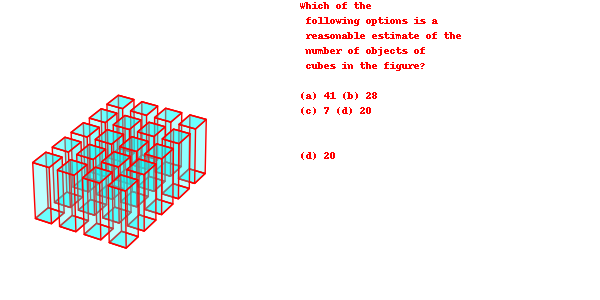 Which of the
following options is a
reasonable estimate of the
number of objects of
cubes in the figure?
(a) 41 (b) 28
(c) 7 (d) 20
(d) 20